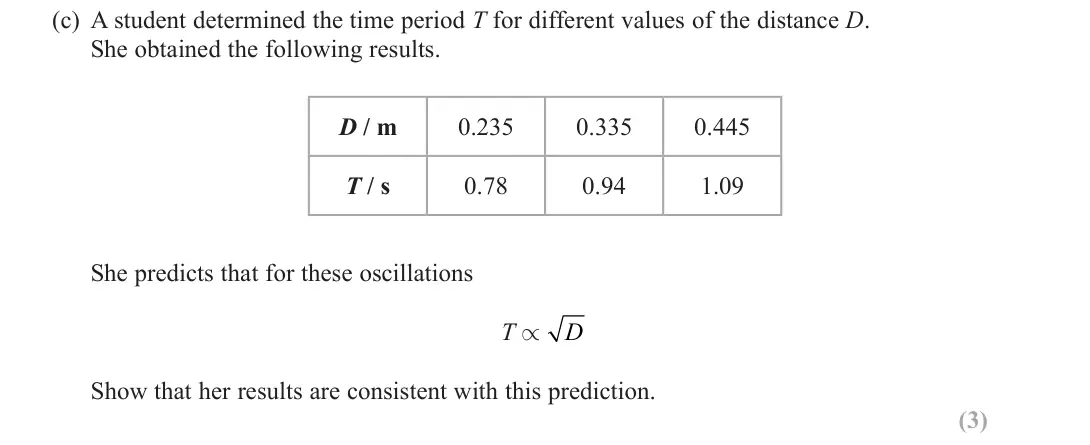 (c) A student determined the time period T for different values of the distance D.
She obtained the following results.
D / m 0.235 0.335 0.445
T / s 0.78 0.94 1.09
She predicts that for these oscillations
T ∝ √D
Show that her results are consistent with this prediction.
(3)